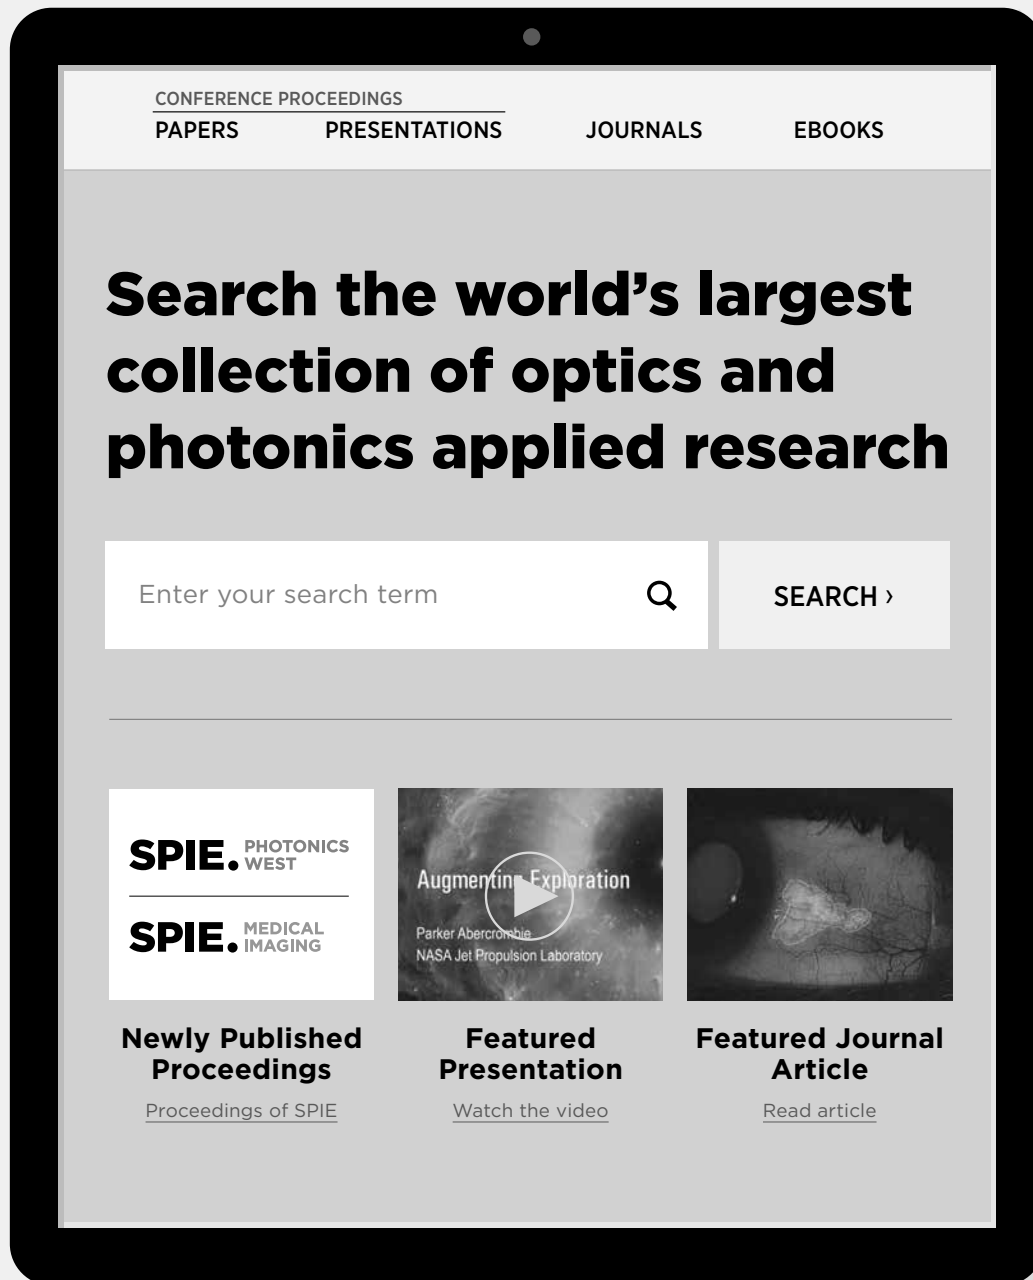 CONFERENCE PROCEEDINGS
PAPERS PRESENTATIONS JOURNALS EBOOKS
Search the world’s largest
collection of optics and
photonics applied research
Enter your search term
SEARCH ›
SPIE. PHOTONICS
WEST
SPIE. MEDICAL
IMAGING
Newly Published
Proceedings
Proceedings of SPIE
Augmenting Exploration
Parker Abercrombie
NASA Jet Propulsion Laboratory
Featured
Presentation
Watch the video
Featured Journal
Article
Read article